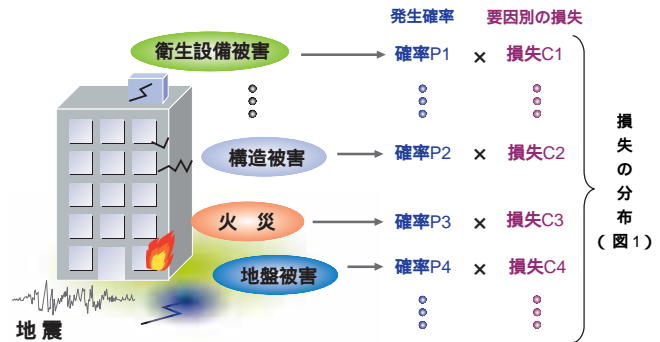 発生確率 要因別の損失
衛生設備被害 確率P1 × 損失C1
構造被害 確率P2 × 損失C2
火 災 確率P3 × 損失C3
地盤被害 確率P4 × 損失C4
地 震
損失の分布
(図1)